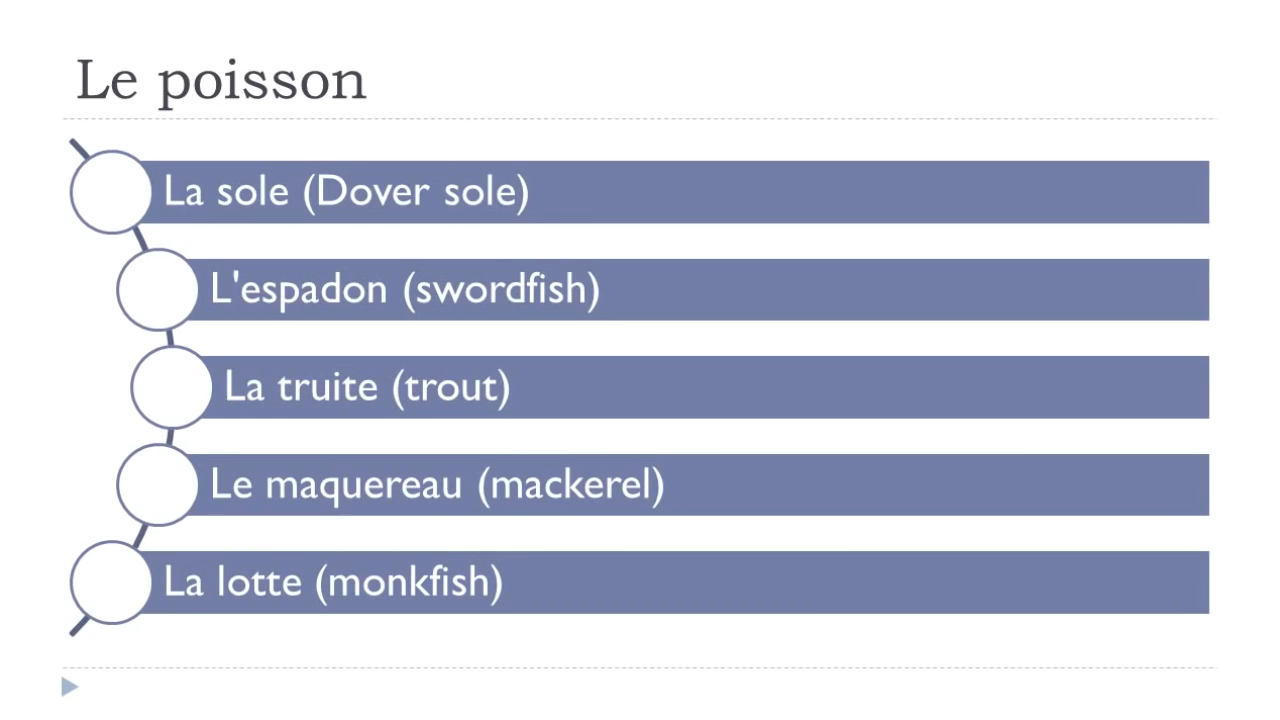 Le poisson
La sole (Dover sole)
L'espadon (swordfish)
La truite (trout)
Le maquereau (mackerel)
La lotte (monkfish)